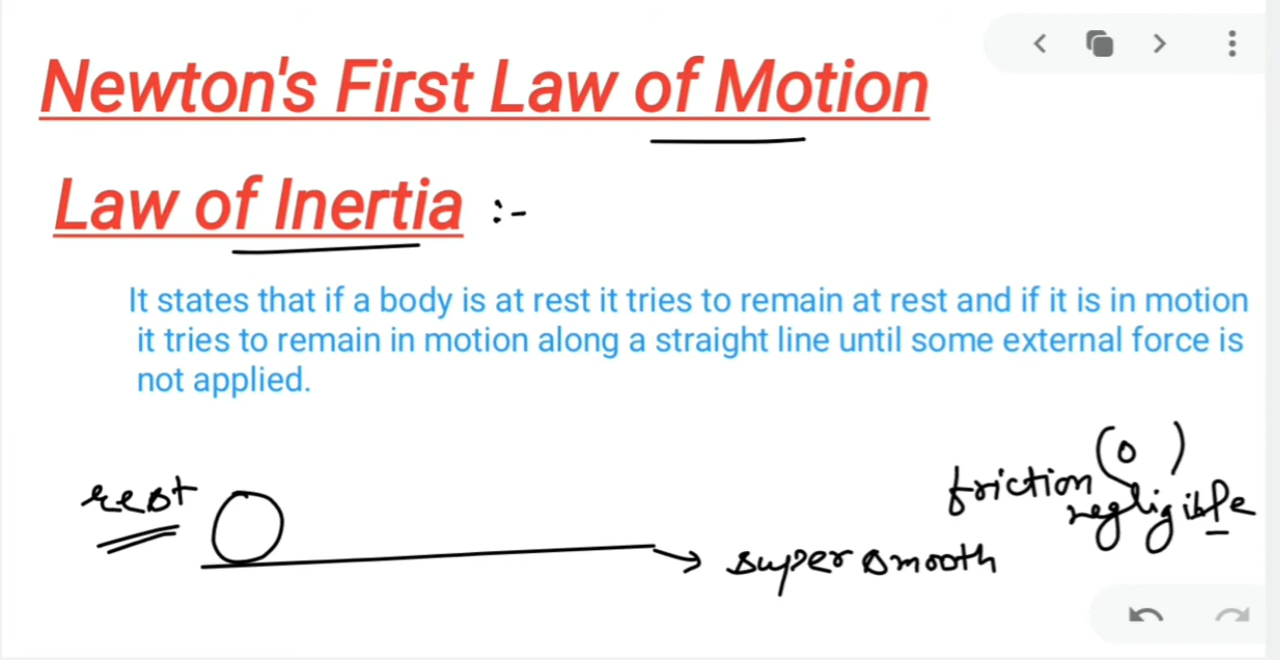 Newton's First Law of Motion
Law of Inertia :-
It states that if a body is at rest it tries to remain at rest and if it is in motion
it tries to remain in motion along a straight line until some external force is
not applied.
rest
friction (0)
negligible
super smooth